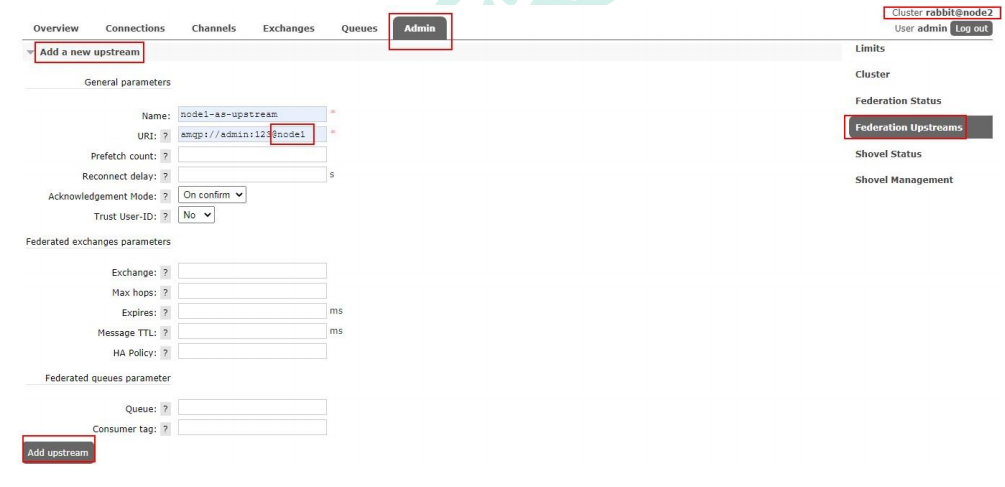 Cluster rabbit@node2
Overview Connections Channels Exchanges Queues Admin
User admin Log out
Add a new upstream
Limits
General parameters
Cluster
Federation Status
Name: node1-as-upstream *
Federation Upstreams
URI: ? amqp://admin:123@node1 *
Prefetch count: ?
Shovel Status
Reconnect delay: ? s
Shovel Management
Acknowledgement Mode: ? On confirm
Trust User-ID: ? No
Federated exchanges parameters
Exchange: ?
Max hops: ?
Expires: ? ms
Message TTL: ? ms
HA Policy: ?
Federated queues parameter
Queue: ?
Consumer tag: ?
Add upstream